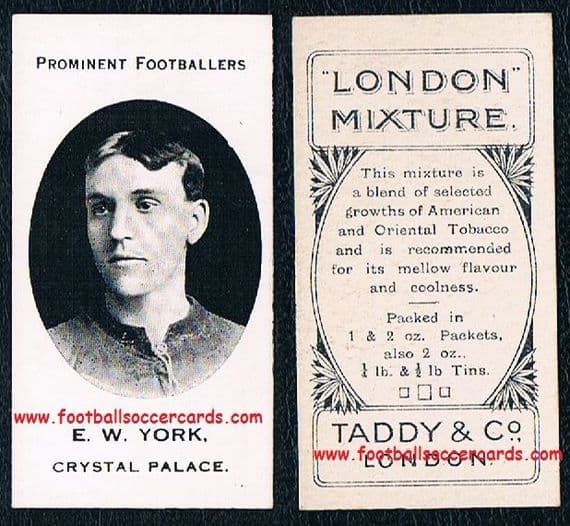 PROMINENT FOOTBALLERS
www.footballsoccercards.com
E. W. YORK,
CRYSTAL PALACE.
"LONDON"
MIXTURE.
This mixture is
a blend of selected
growths of American
and Oriental Tobacco
and is recommended
for its mellow flavour
and coolness.
Packed in
1 & 2 oz. Packets,
also 2 oz.,
¼ lb. & ½ lb Tins.
TADDY & Co.,
www.footballsoccercards.com
LONDON.